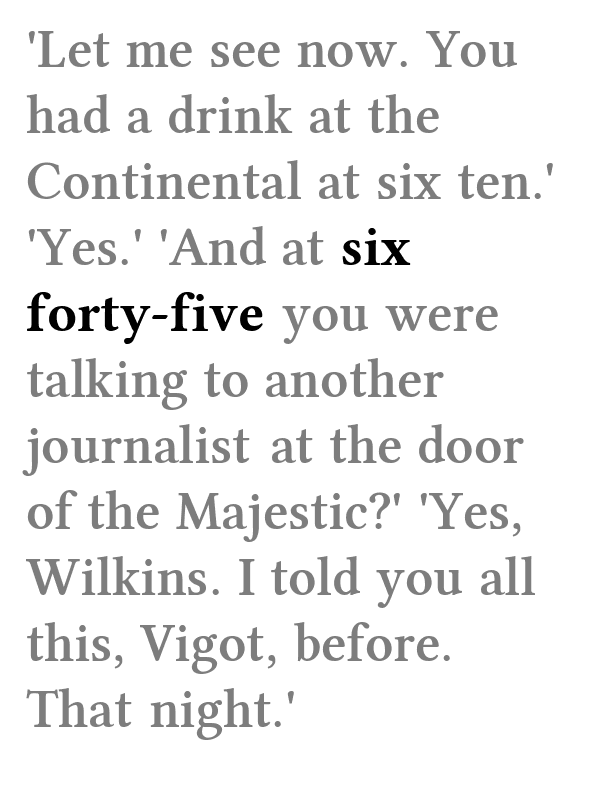 'Let me see now. You
had a drink at the
Continental at six ten.'
'Yes.' 'And at six
forty-five you were
talking to another
journalist at the door
of the Majestic?' 'Yes,
Wilkins. I told you all
this, Vigot, before.
That night.'